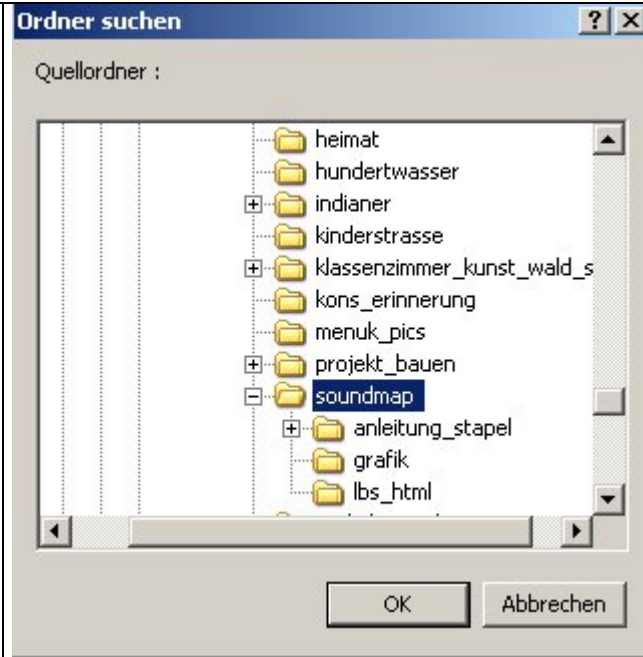 Ordner suchen
Quellordner :
heimat
hundertwasser
indianer
kinderstrasse
klassenzimmer_kunst_wald_s
kons_erinnerung
menuk_pics
projekt_bauen
soundmap
anleitung_stapel
grafik
lbs_html
OK Abbrechen